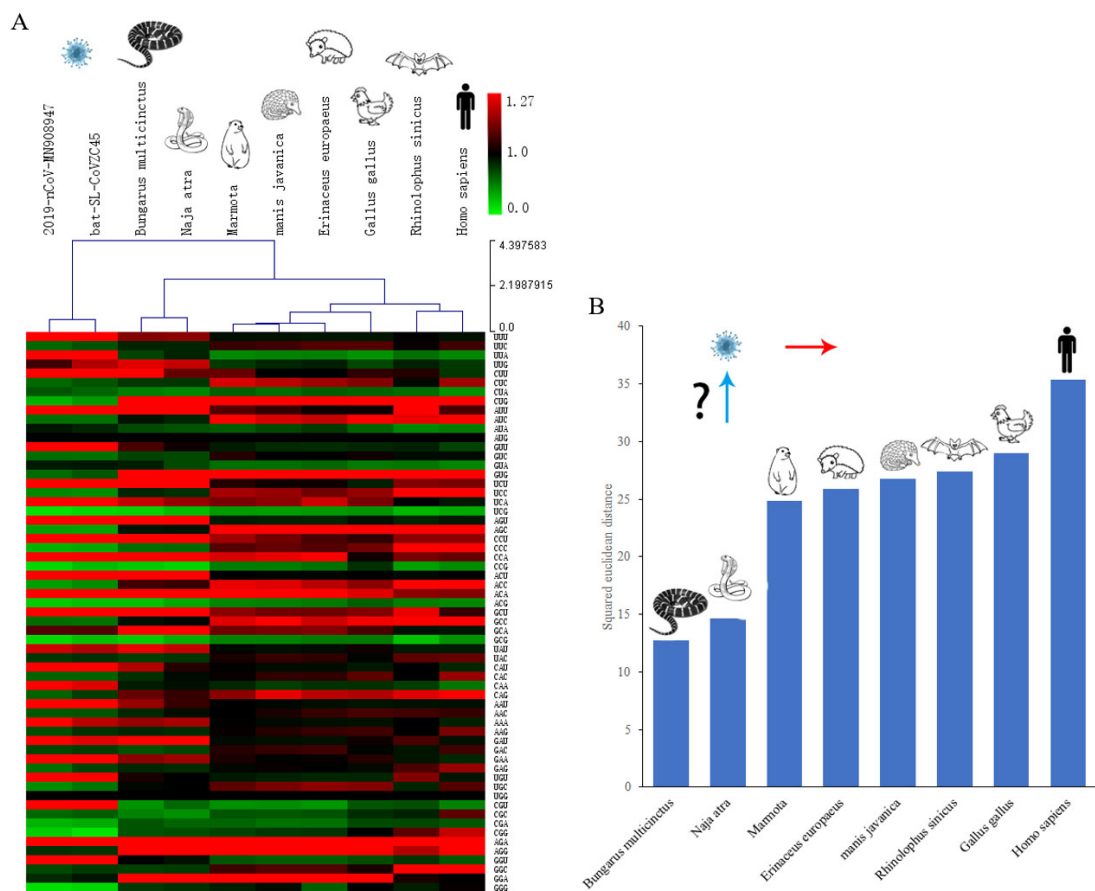 A
2019-nCoV-MN908947
bat-SL-CoVZC45
Bungarus multicinctus
Naja atra
Marmota
manis javanica
Erinaceus europaeus
Gallus gallus
Rhinolophus sinicus
Homo sapiens
1.27
1.0
0.0
4.397583
2.1987915
0.0
UUU
UUC
UUA
UUG
CUU
CUC
CUA
CUG
AUU
AUC
AUA
AUG
GUU
GUC
GUA
GUG
UCU
UCC
UCA
UCG
AGU
AGC
CCU
CCC
CCA
CCG
ACU
ACC
ACA
ACG
GCU
GCC
GCA
GCG
UAU
UAC
CAU
CAC
CAA
CAG
AAU
AAC
AAA
AAG
GAU
GAC
GAA
GAG
UGU
UGC
UGG
CGU
CGC
CGA
CGG
AGA
AGG
GGU
GGC
GGA
GGG
B
?
Squared euclidean distance
40
35
30
25
20
15
10
5
0
Bungarus multicinctus
Naja atra
Marmota
Erinaceus europaeus
manis javanica
Rhinolophus sinicus
Gallus gallus
Homo sapiens